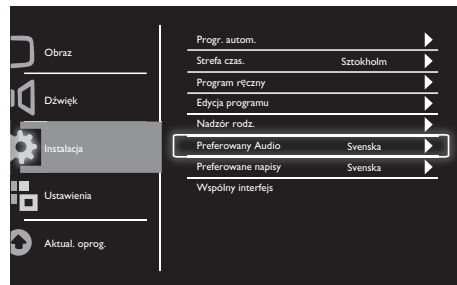 Obraz
Dźwięk
Instalacja
Ustawienia
Aktual. oprog.
Progr. autom.
Strefa czas. Sztokholm
Program ręczny
Edycja programu
Nadzór rodz.
Preferowany Audio Svenska
Preferowane napisy Svenska
Wspólny interfejs